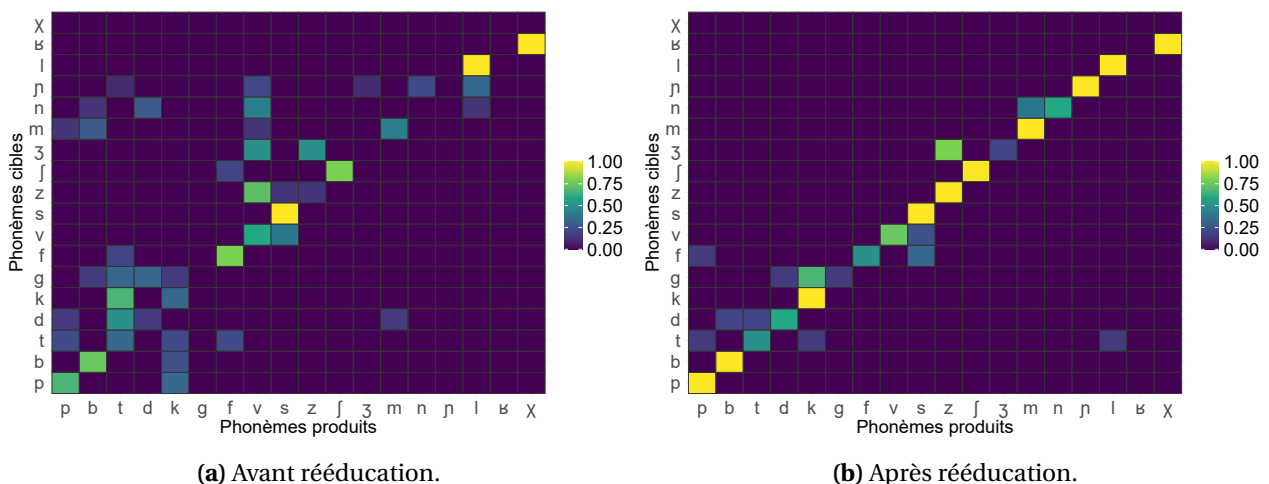 χ
ʁ
l
ɲ
n
m
ʒ
ʃ
z
s
v
f
g
k
d
t
b
p
Phonèmes cibles
p b t d k g f v s z ʃ ʒ m n ɲ l ʁ χ
Phonèmes produits
1.00
0.75
0.50
0.25
0.00
(a) Avant rééducation.
χ
ʁ
l
ɲ
n
m
ʒ
ʃ
z
s
v
f
g
k
d
t
b
p
Phonèmes cibles
p b t d k g f v s z ʃ ʒ m n ɲ l ʁ χ
Phonèmes produits
1.00
0.75
0.50
0.25
0.00
(b) Après rééducation.